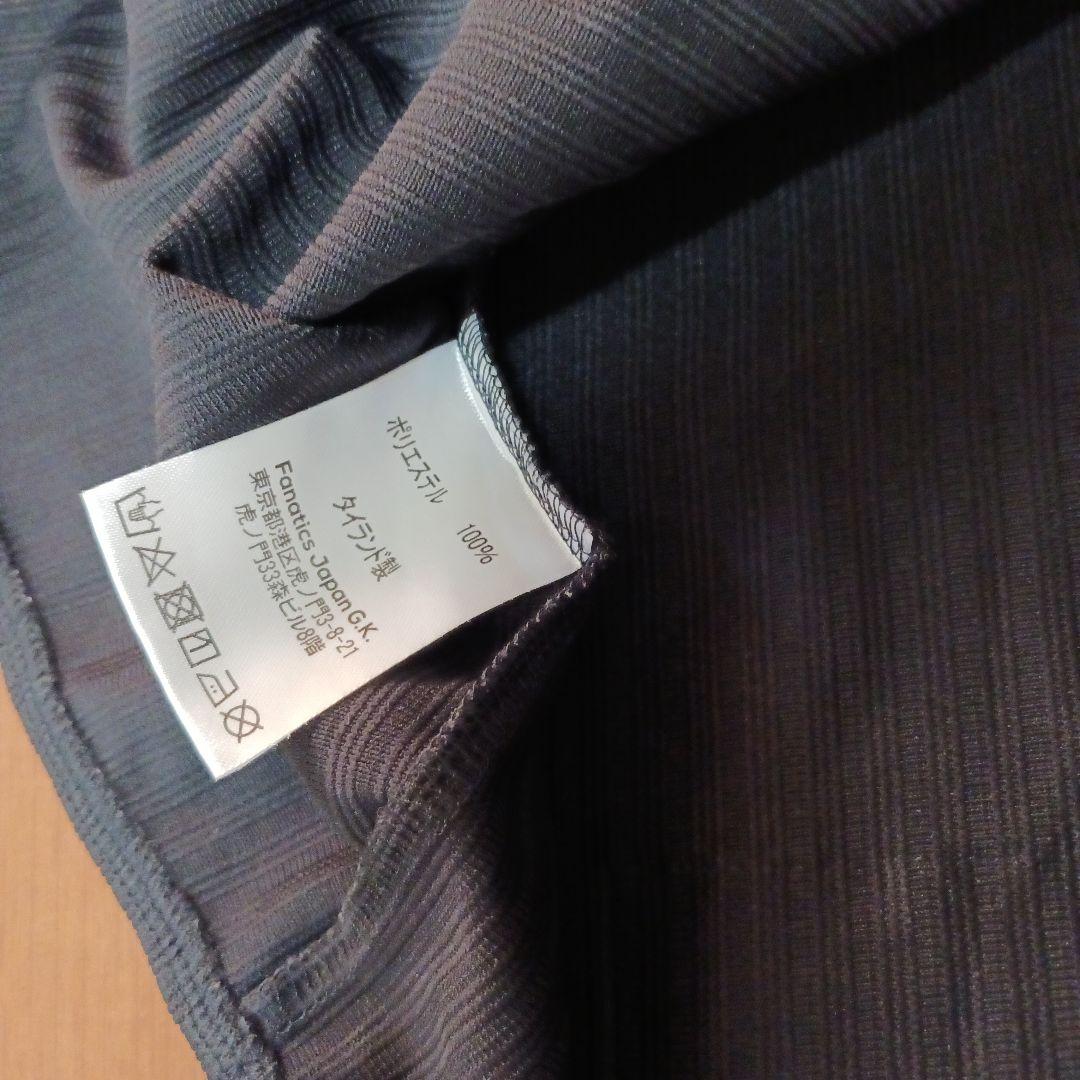 ポリエステル 100%
タイランド製
Fanatics Japan G.K.
東京都港区虎ノ門3-8-21
虎ノ門33森ビル8階